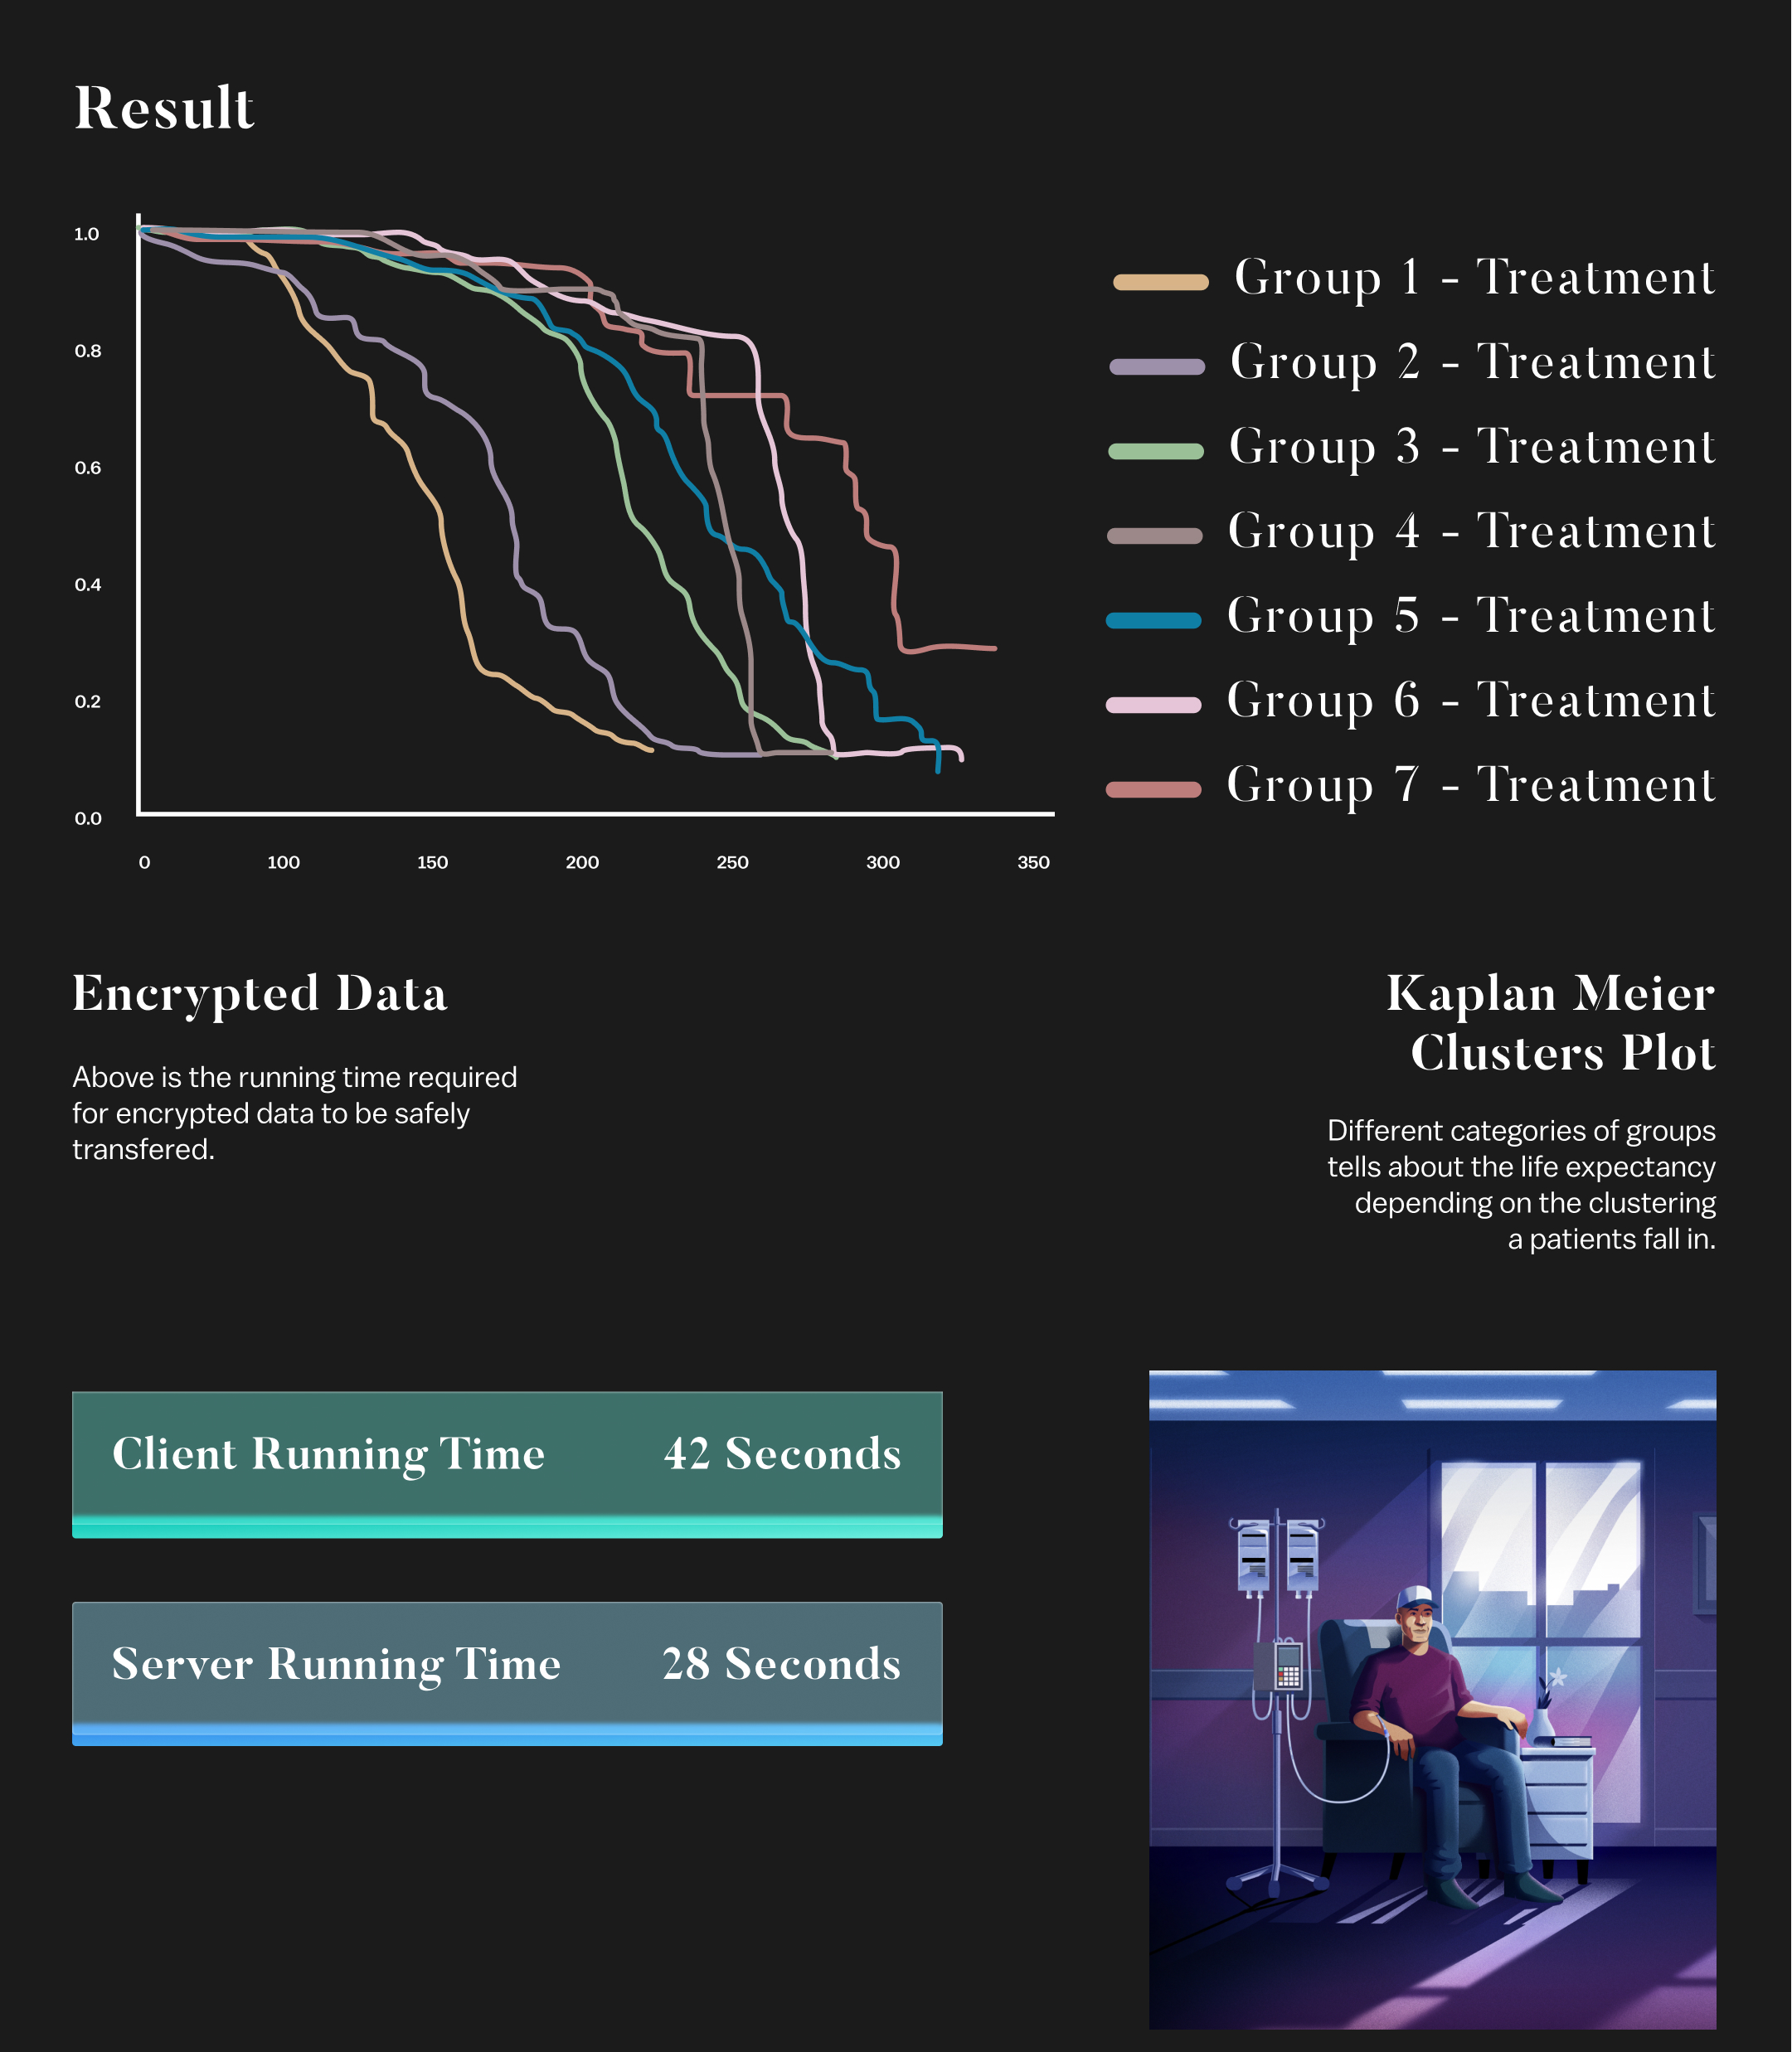 Result
1.0
0.8
0.6
0.4
0.2
0.0
0 100 150 200 250 300 350
Group 1 - Treatment
Group 2 - Treatment
Group 3 - Treatment
Group 4 - Treatment
Group 5 - Treatment
Group 6 - Treatment
Group 7 - Treatment
Encrypted Data
Above is the running time required
for encrypted data to be safely
transfered.
Kaplan Meier
Clusters Plot
Different categories of groups
tells about the life expectancy
depending on the clustering
a patients fall in.
Client Running Time 42 Seconds
Server Running Time 28 Seconds